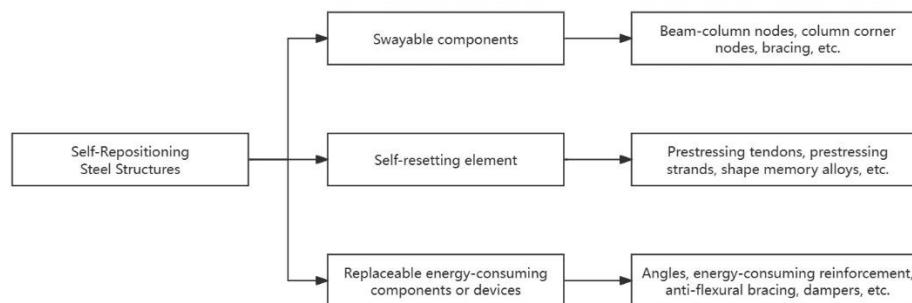 Swayable components
Beam-column nodes, column corner
nodes, bracing, etc.
Self-Repositioning
Steel Structures
Self-resetting element
Prestressing tendons, prestressing
strands, shape memory alloys, etc.
Replaceable energy-consuming
components or devices
Angles, energy-consuming reinforcement,
anti-flexural bracing, dampers, etc.